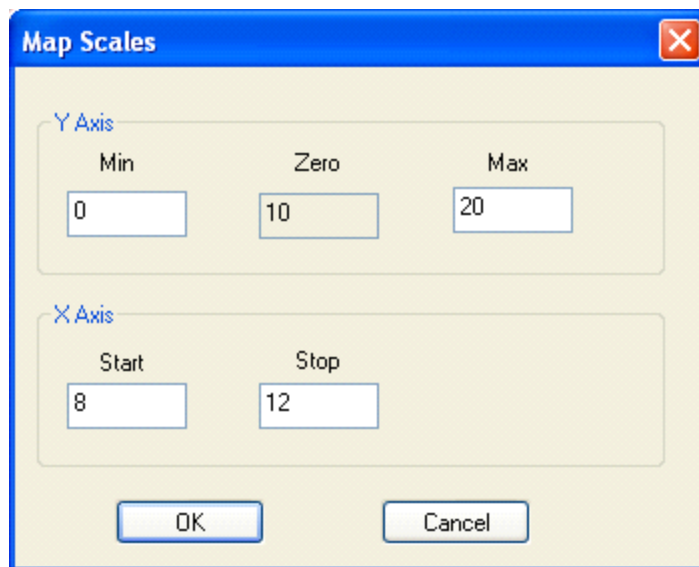 Map Scales
Y Axis
Min Zero Max
0 10 20
X Axis
Start Stop
8 12
OK Cancel